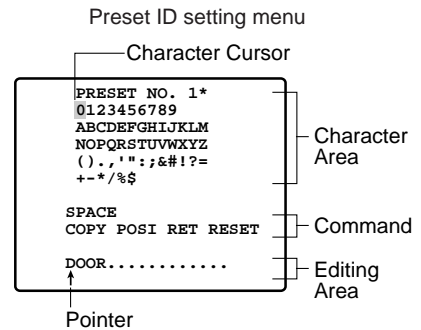 Preset ID setting menu
Character Cursor
PRESET NO. 1*
0123456789
ABCDEFGHIJKLM
NOPQRSTUVWXYZ
().,'":;&#!?=
+-*/%$
Character
Area
SPACE
COPY POSI RET RESET
Command
DOOR............
Editing
Area
Pointer